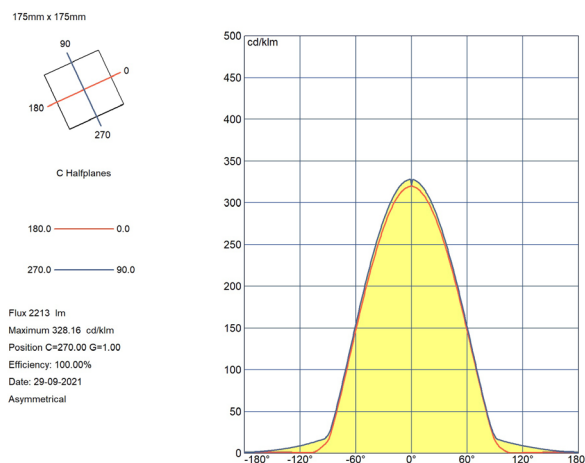 175mm x 175mm
90
0
180
270
C Halfplanes
180.0 0.0
270.0 90.0
Flux 2213 lm
Maximum 328.16 cd/klm
Position C=270.00 G=1.00
Efficiency: 100.00%
Date: 29-09-2021
Asymmetrical
cd/klm
500
450
400
350
300
250
200
150
100
50
0
-180° -120° -60° 0° 60° 120° 180°